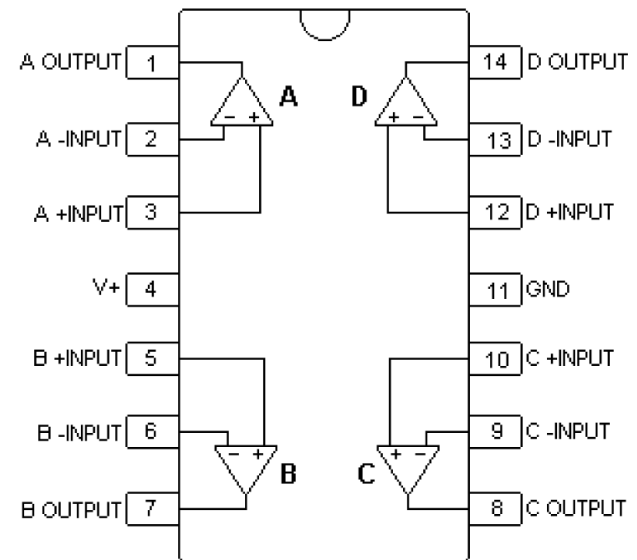 A OUTPUT 1 14 D OUTPUT
A D
- + + -
A -INPUT 2 13 D -INPUT
A +INPUT 3 12 D +INPUT
V+ 4 11 GND
B +INPUT 5 10 C +INPUT
B -INPUT 6 9 C -INPUT
- + + -
B C
B OUTPUT 7 8 C OUTPUT